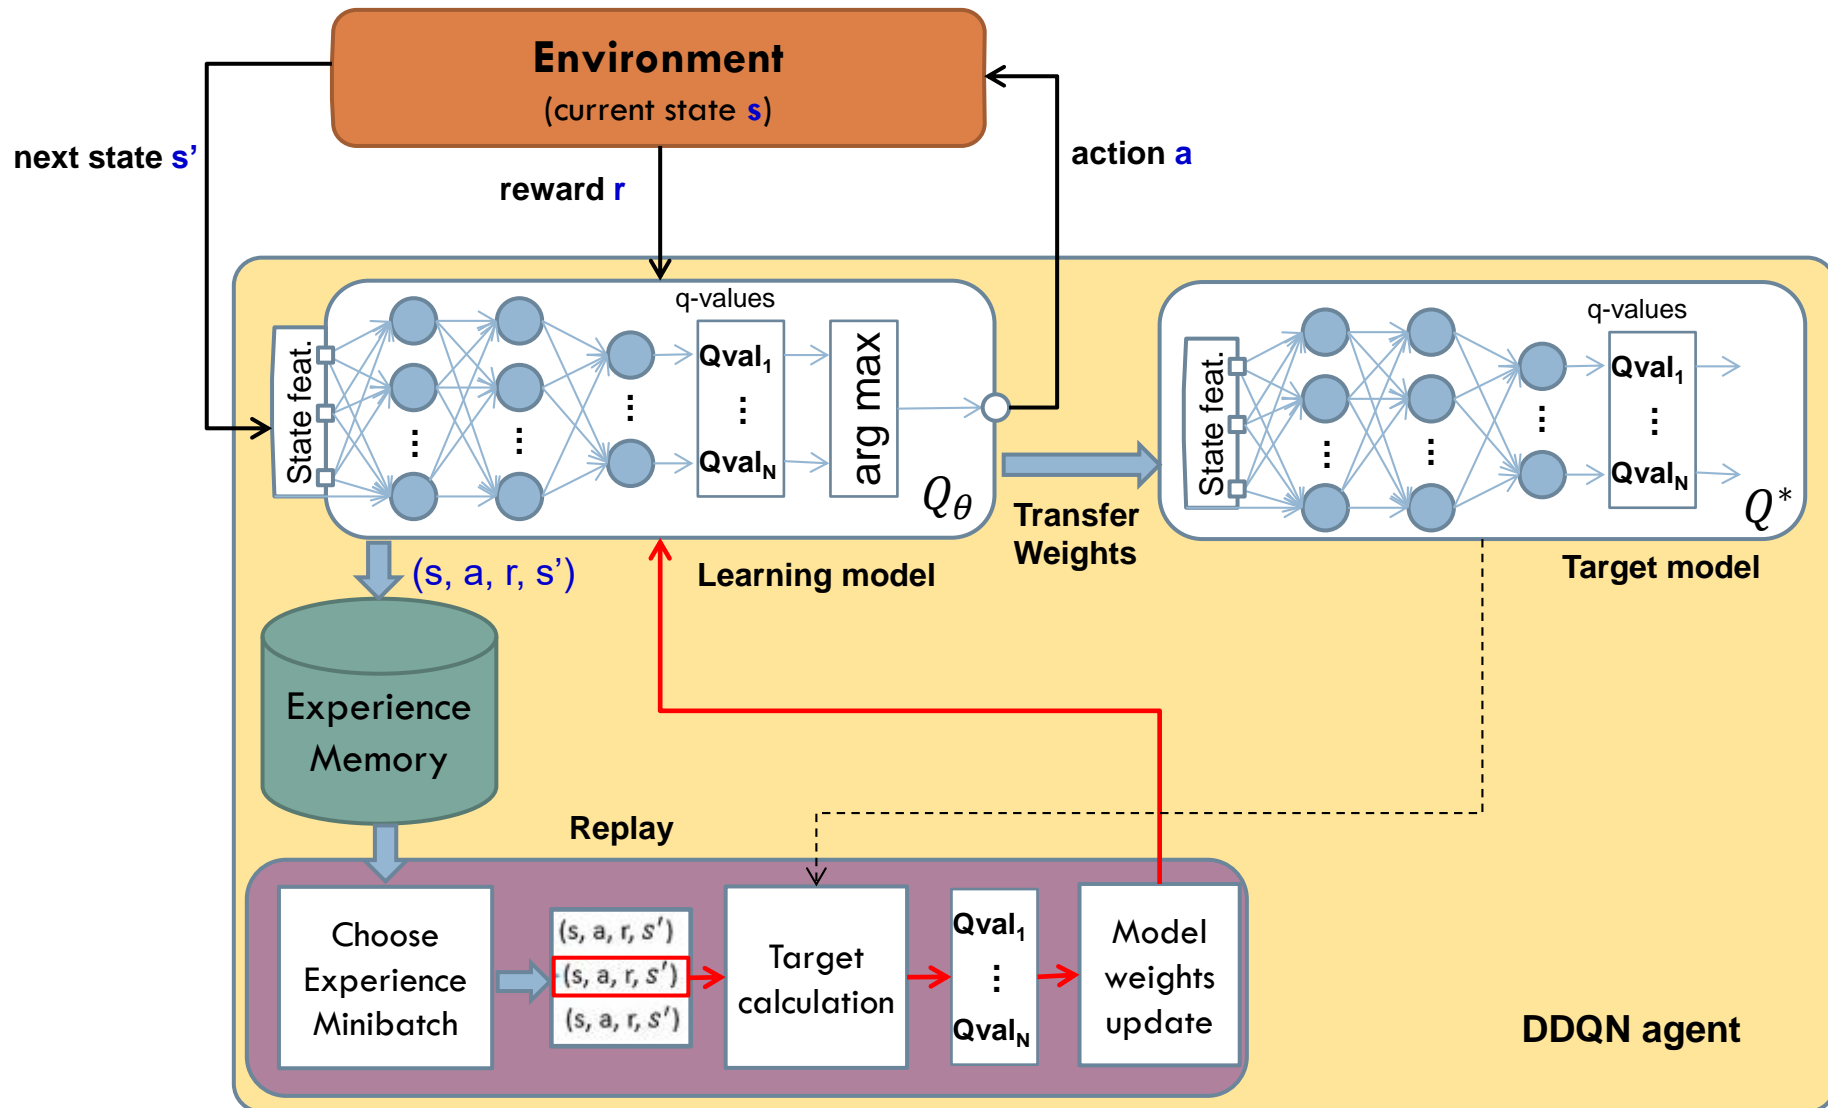 Environment
(current state s)
next state s’
reward r
action a
q-values
State feat.
Qval1
⋮
QvalN
arg max
Qθ
Transfer
Weights
q-values
State feat.
Qval1
⋮
QvalN
Q*
Learning model
Target model
(s, a, r, s’)
Experience
Memory
Replay
Choose
Experience
Minibatch
(s, a, r, s′)
(s, a, r, s′)
(s, a, r, s′)
Target
calculation
Qval1
⋮
QvalN
Model
weights
update
DDQN agent